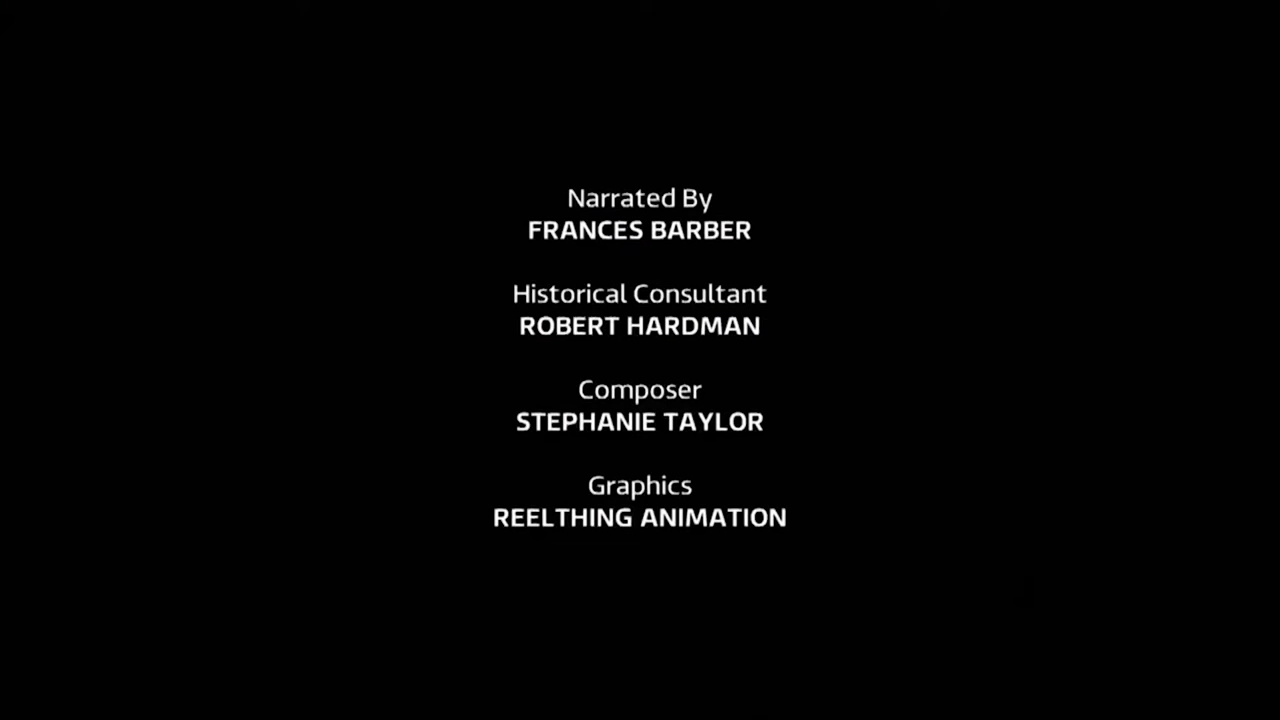 Narrated By
FRANCES BARBER
Historical Consultant
ROBERT HARDMAN
Composer
STEPHANIE TAYLOR
Graphics
REELTHING ANIMATION